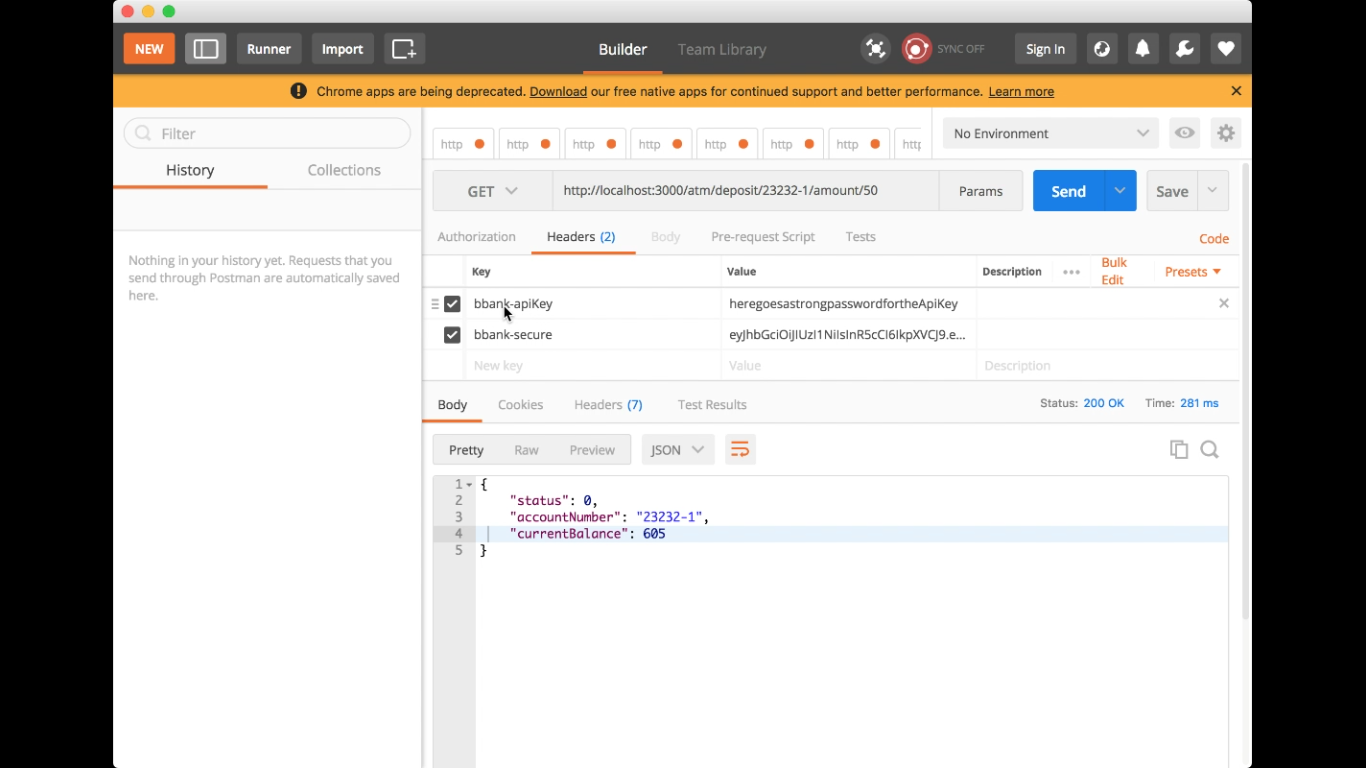 NEW Runner Import Builder Team Library SYNC OFF Sign In
Chrome apps are being deprecated. Download our free native apps for continued support and better performance. Learn more
Filter
History Collections
Nothing in your history yet. Requests that you
send through Postman are automatically saved
here.
http http http http http http http No Environment
GET http://localhost:3000/atm/deposit/23232-1/amount/50 Params Send Save
Authorization Headers (2) Body Pre-request Script Tests Code
Key Value Description ••• Bulk Edit Presets
bbank-apiKey heregoesastrongpasswordfortheApiKey
bbank-secure
New key Value Description
Body Cookies Headers (7) Test Results Status: 200 OK Time: 281 ms
Pretty Raw Preview JSON
1 {
2 "status": 0,
3 "accountNumber": "23232-1",
4 "currentBalance": 605
5 }